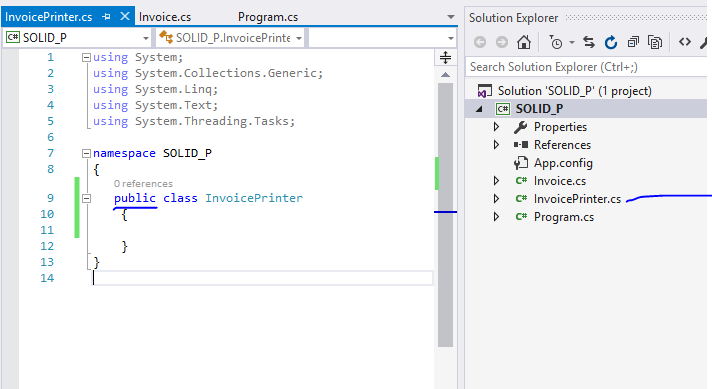 InvoicePrinter.cs Invoice.cs Program.cs
SOLID_P SOLID_P.InvoicePrinte
1 using System;
2 using System.Collections.Generic;
3 using System.Linq;
4 using System.Text;
5 using System.Threading.Tasks;
6
7 namespace SOLID_P
8 {
0 references
9 public class InvoicePrinter
10 {
11
12 }
13 }
14
Solution Explorer
Search Solution Explorer (Ctrl+;)
Solution 'SOLID_P' (1 project)
C# SOLID_P
Properties
References
App.config
C# Invoice.cs
C# InvoicePrinter.cs
C# Program.cs